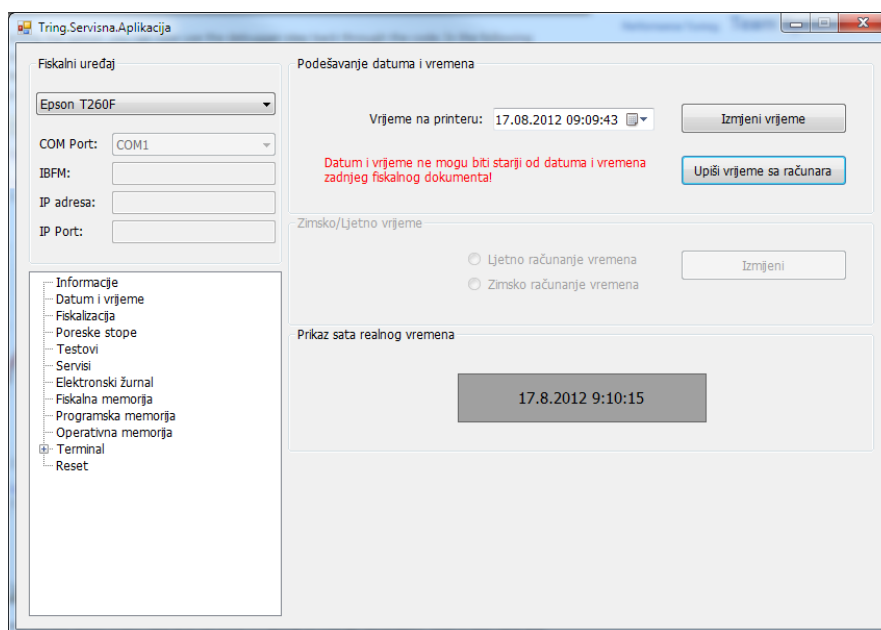 Tring.Servisna.Aplikacija
Fiskalni uređaj
Epson T260F
COM Port:
COM1
IBFM:
IP adresa:
IP Port:
Informacije
Datum i vrijeme
Fiskalizacija
Poreske stope
Testovi
Servisi
Elektronski žurnal
Fiskalna memorija
Programska memorija
Operativna memorija
Terminal
Reset
Podešavanje datuma i vremena
Vrijeme na printeru:
17.08.2012 09:09:43
Izmjeni vrijeme
Datum i vrijeme ne mogu biti stariji od datuma i vremena
zadnjeg fiskalnog dokumenta!
Upiši vrijeme sa računara
Zimsko/Ljetno vrijeme
Ljetno računanje vremena
Zimsko računanje vremena
Izmjeni
Prikaz sata realnog vremena
17.8.2012 9:10:15